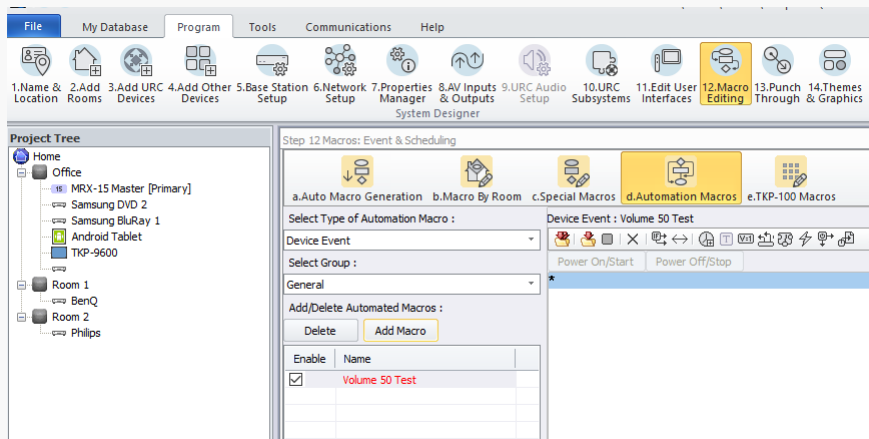 File My Database Program Tools Communications Help
1.Name & 2.Add 3.Add URC 4.Add Other 5.Base Station 6.Network 7.Properties 8.AV Inputs 9.URC Audio 10.URC 11.Edit User 12.Macro 13.Punch 14.Themes
Location Rooms Devices Devices Setup Setup Manager & Outputs Setup Subsystems Interfaces Editing Through & Graphics
System Designer
Project Tree
Home
Office
15 MRX-15 Master [Primary]
Samsung DVD 2
Samsung BluRay 1
Android Tablet
TKP-9600
Room 1
BenQ
Room 2
Philips
Step 12 Macros: Event & Scheduling
a.Auto Macro Generation b.Macro By Room c.Special Macros d.Automation Macros e.TKP-100 Macros
Select Type of Automation Macro :
Device Event
Select Group :
General
Add/Delete Automated Macros :
Delete Add Macro
Enable Name
Volume 50 Test
Device Event : Volume 50 Test
Power On/Start Power Off/Stop
*